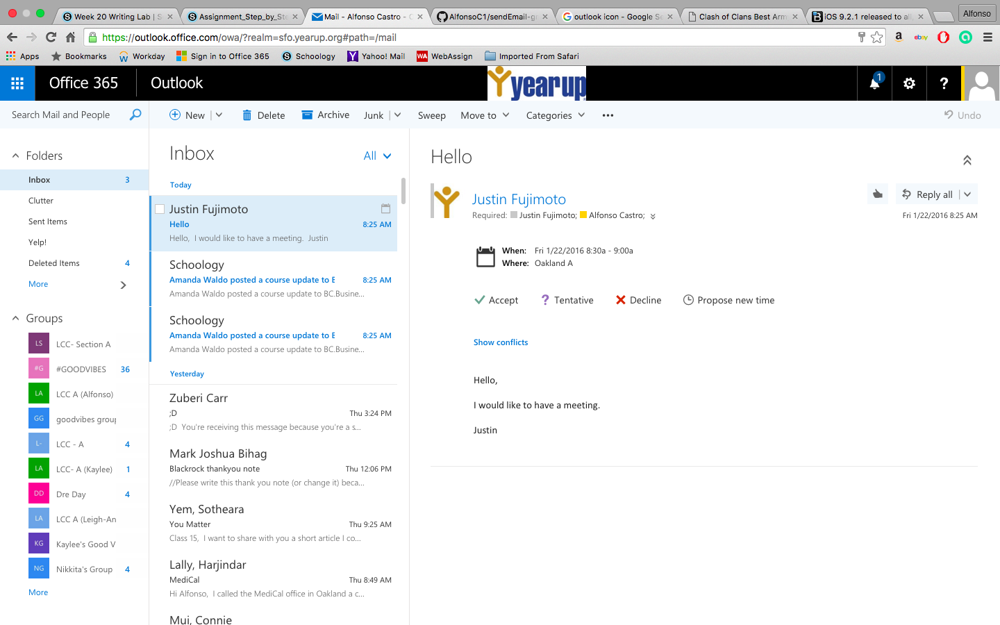 Week 20 Writing Lab | S
Assignment_Step_by_Ste
Mail - Alfonso Castro - O
AlfonsoC1/sendEmail-g
outlook icon - Google Se
Clash of Clans Best Arm
iOS 9.2.1 released to all
Alfonso
https://outlook.office.com/owa/?realm=sfo.yearup.org#path=/mail
Apps
Bookmarks
Workday
Sign in to Office 365
Schoology
Yahoo! Mail
WebAssign
Imported From Safari
Office 365
Outlook
yearup
1
?
Search Mail and People
New
Delete
Archive
Junk
Sweep
Move to
Categories
•••
Undo
Folders
Inbox 3
Clutter
Sent Items
Yelp!
Deleted Items 4
More
Groups
LS LCC- Section A
#G #GOODVIBES 36
LA LCC A (Alfonso)
GG goodvibes group
L- LCC - A 4
LA LCC- A (Kaylee) 1
DD Dre Day 4
LA LCC A (Leigh-An
KG Kaylee's Good V
NG Nikkita's Group 4
More
Inbox
All
Today
Justin Fujimoto
Hello 8:25 AM
Hello, I would like to have a meeting. Justin
Schoology
Amanda Waldo posted a course update to B 8:25 AM
Amanda Waldo posted a course update to BC.Busine...
Schoology
Amanda Waldo posted a course update to B 8:25 AM
Amanda Waldo posted a course update to BC.Busine...
Yesterday
Zuberi Carr
;D Thu 3:24 PM
;D You're receiving this message because you're a s...
Mark Joshua Bihag
Blackrock thankyou note Thu 12:06 PM
//Please write this thank you note (or change it) beca...
Yem, Sotheara
You Matter Thu 9:25 AM
Class 15, I want to share with you a short article I co...
Lally, Harjindar
MediCal Thu 8:49 AM
Hi Alfonso, I called the MediCal office in Oakland a c...
Mui, Connie
Hello
Justin Fujimoto
Reply all
Required: Justin Fujimoto; Alfonso Castro;
Fri 1/22/2016 8:25 AM
When: Fri 1/22/2016 8:30a - 9:00a
Where: Oakland A
Accept
? Tentative
Decline
Propose new time
Show conflicts
Hello,
I would like to have a meeting.
Justin